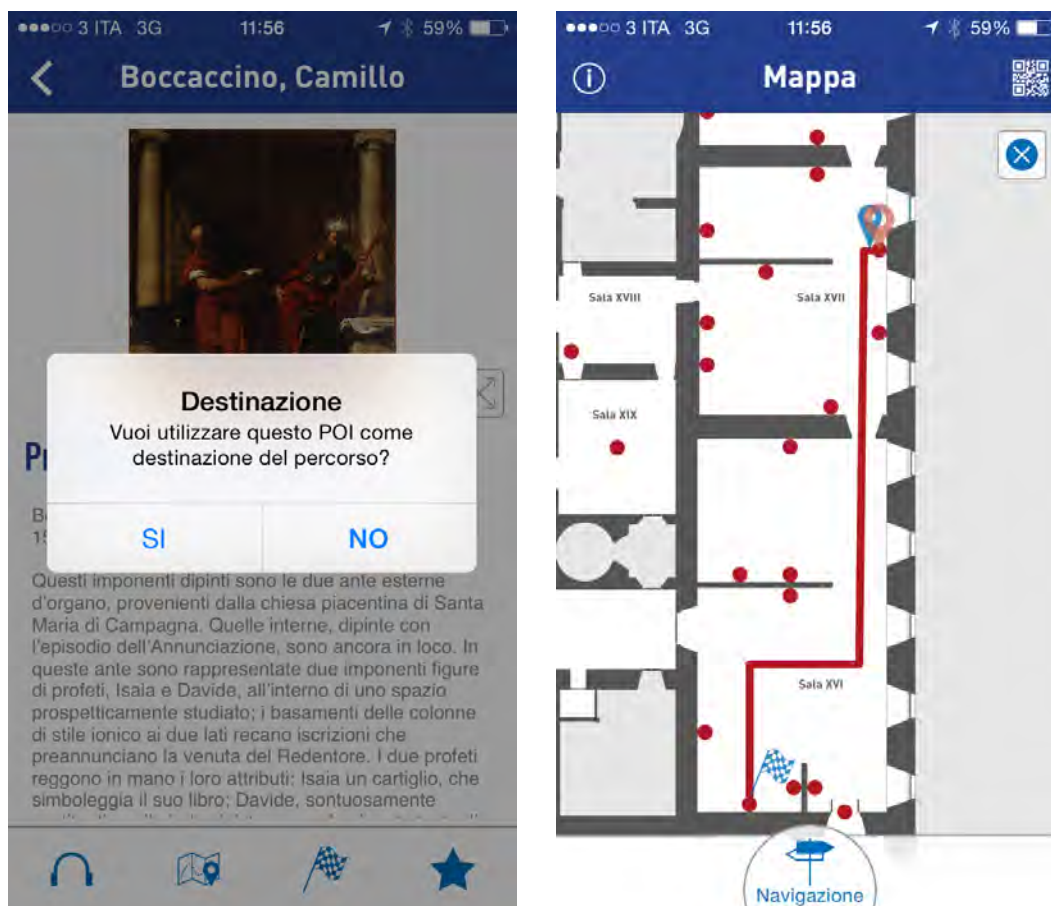 3 ITA 3G 11:56 59%
Boccaccino, Camillo
Destinazione
Vuoi utilizzare questo POI come
destinazione del percorso?
SI NO
Questi imponenti dipinti sono le due ante esterne
d'organo, provenienti dalla chiesa piacentina di Santa
Maria di Campagna. Quelle interne, dipinte con
l'episodio dell'Annunciazione, sono ancora in loco. In
queste ante sono rappresentate due imponenti figure
di profeti, Isaia e Davide, all'interno di uno spazio
prospetticamente studiato; i basamenti delle colonne
di stile ionico ai due lati recano iscrizioni che
preannunciano la venuta del Redentore. I due profeti
reggono in mano i loro attributi: Isaia un cartiglio, che
simboleggia il suo libro; Davide, sontuosamente
3 ITA 3G 11:56 59%
Mappa
Sala XVIII
Sala XVII
Sala XIX
Sala XVI
Navigazione